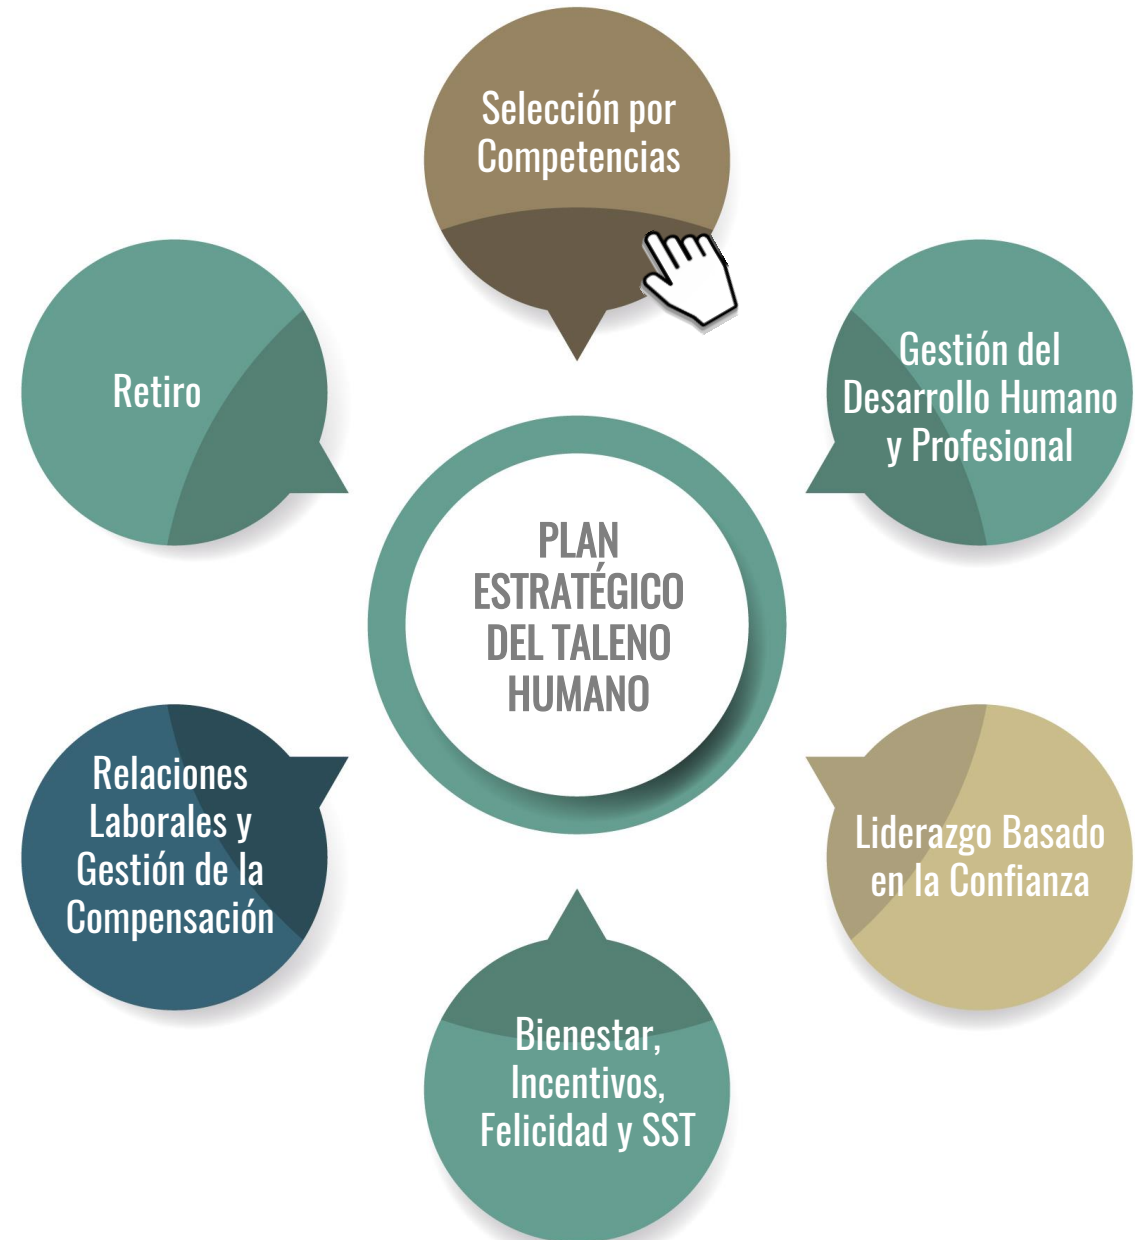 Selección por
Competencias
Gestión del
Desarrollo Humano
y Profesional
Retiro
PLAN
ESTRATÉGICO
DEL TALENO
HUMANO
Relaciones
Laborales y
Gestión de la
Compensación
Liderazgo Basado
en la Confianza
Bienestar,
Incentivos,
Felicidad y SST